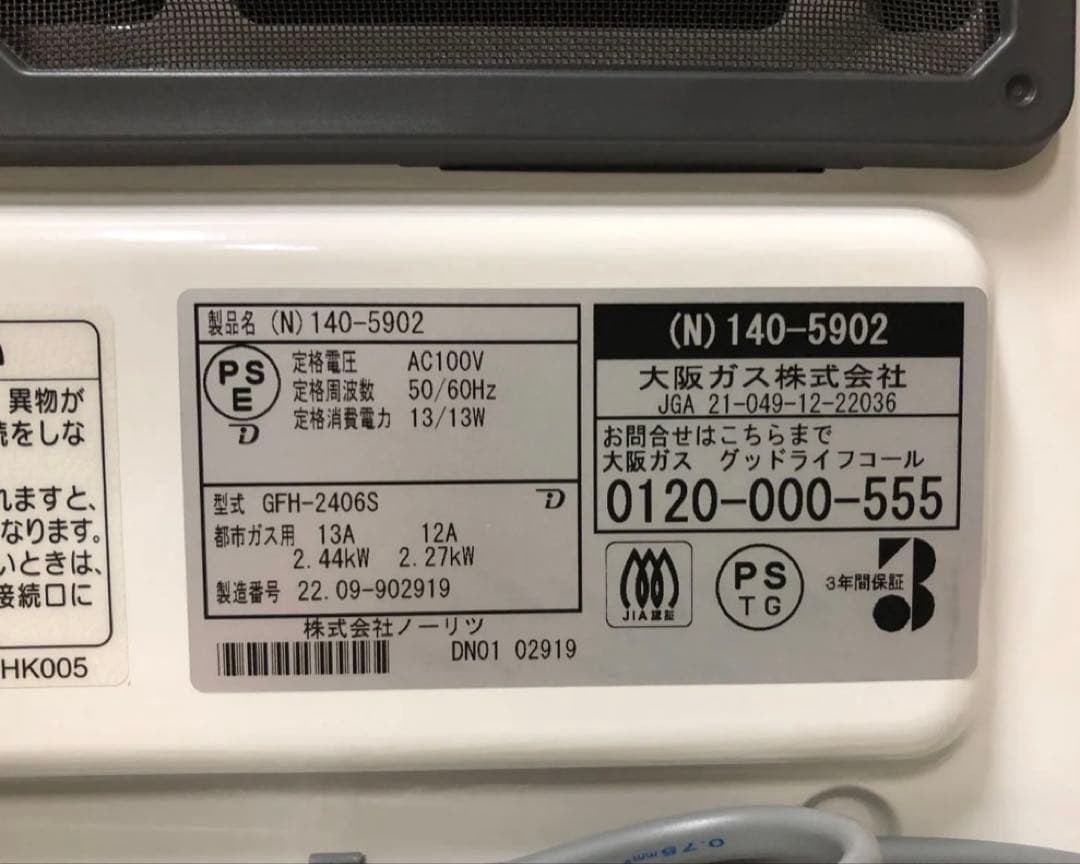 異物が
続をしな
れますと、
なります。
いときは、
接続口に
HK005
製品名 (N) 140-5902
PS
E
定格電圧 AC100V
定格周波数 50/60Hz
定格消費電力 13/13W
型式 GFH-2406S
都市ガス用 13A 12A
2.44kW 2.27kW
製造番号 22.09-902919
株式会社ノーリツ
DN01 02919
(N) 140-5902
大阪ガス株式会社
JGA 21-049-12-22036
お問合せはこちらまで
大阪ガス グッドライフコール
0120-000-555
JIA認証
PS
TG
3年間保証
3
0.75mm²